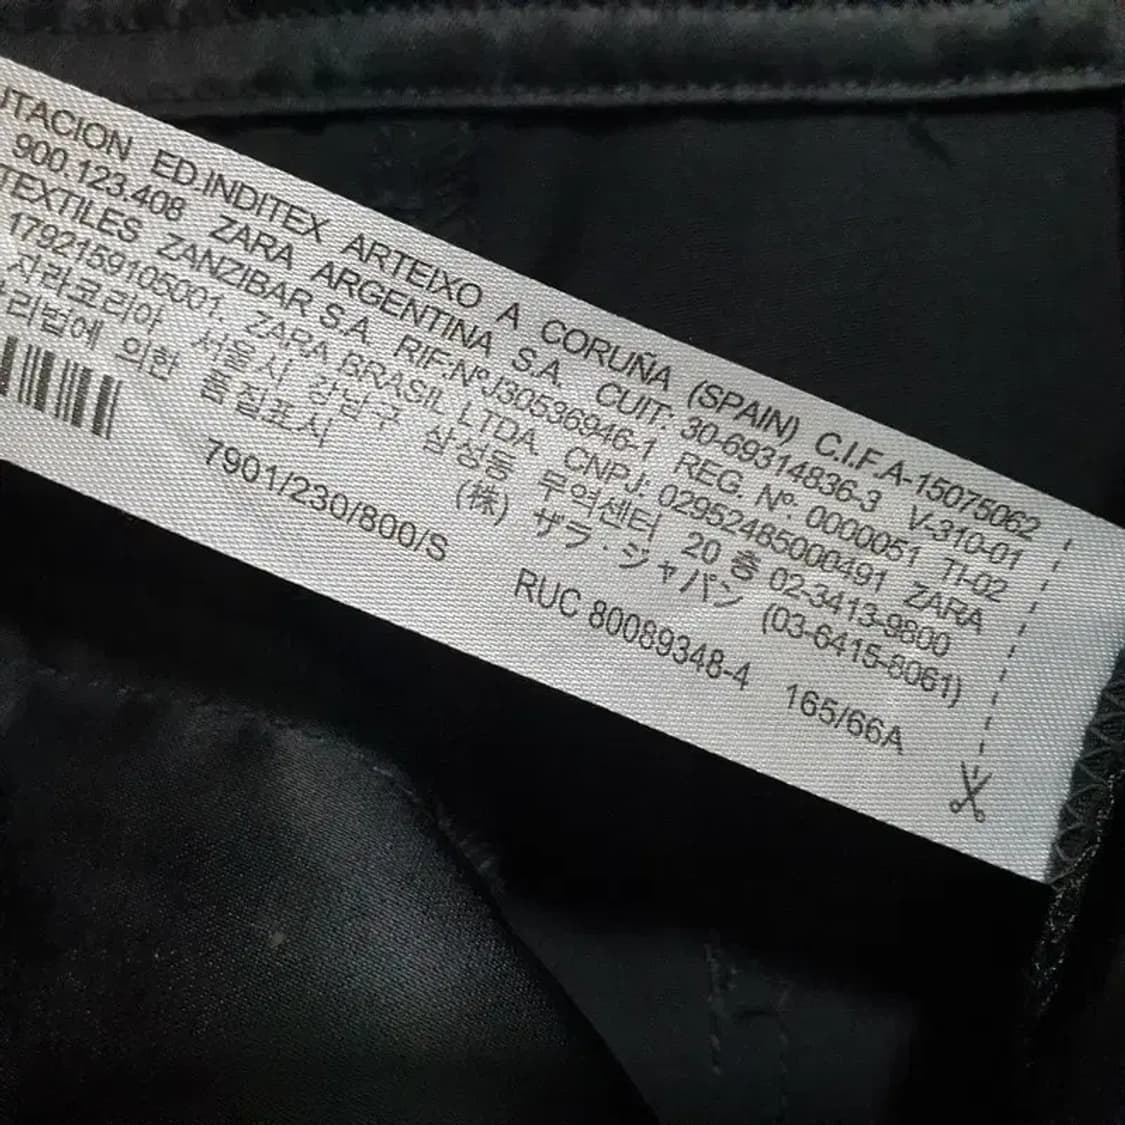 TACION ED.INDITEX ARTEIXO A CORUÑA (SPAIN) C.I.F.A-15075062
900.123.408 ZARA ARGENTINA S.A. CUIT: 30-69314836-3 V-310-01
TEXTILES ZANZIBAR S.A. RIF:NºJ30536946-1 REG. Nº: 0000051 TI-02
1792159105001. ZARA BRASIL LTDA. CNPJ: 02952485000491 ZARA
자라코리아 서울시 강남구 삼성동 무역센터 20 층 02-3413-9800
리법에 의한 품질표시 (株) ザラ・ジャパン (03-6415-8061)
7901/230/800/S RUC 80089348-4 165/66A